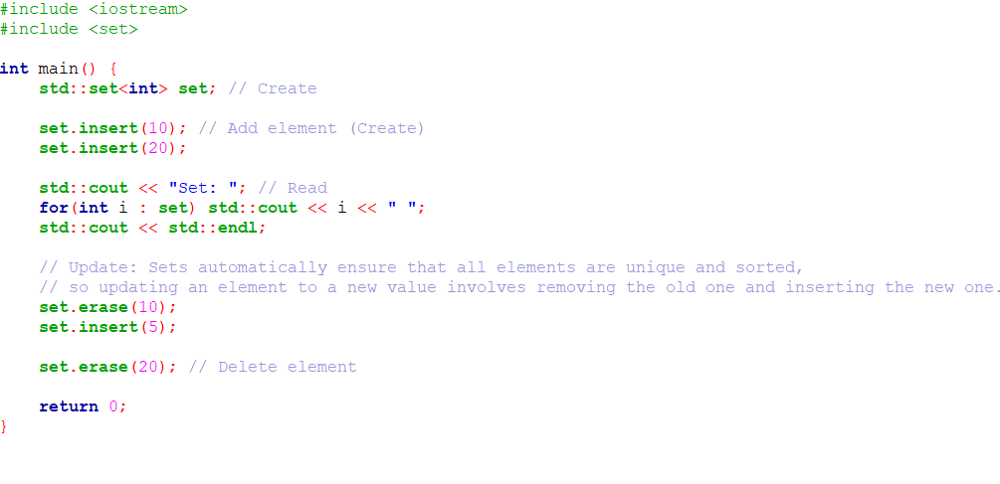 #include <iostream>
#include <set>

int main() {
    std::set<int> set; // Create

    set.insert(10); // Add element (Create)
    set.insert(20);

    std::cout << "Set: "; // Read
    for(int i : set) std::cout << i << " ";
    std::cout << std::endl;

    // Update: Sets automatically ensure that all elements are unique and sorted,
    // so updating an element to a new value involves removing the old one and inserting the new one.
    set.erase(10);
    set.insert(5);

    set.erase(20); // Delete element

    return 0;
}